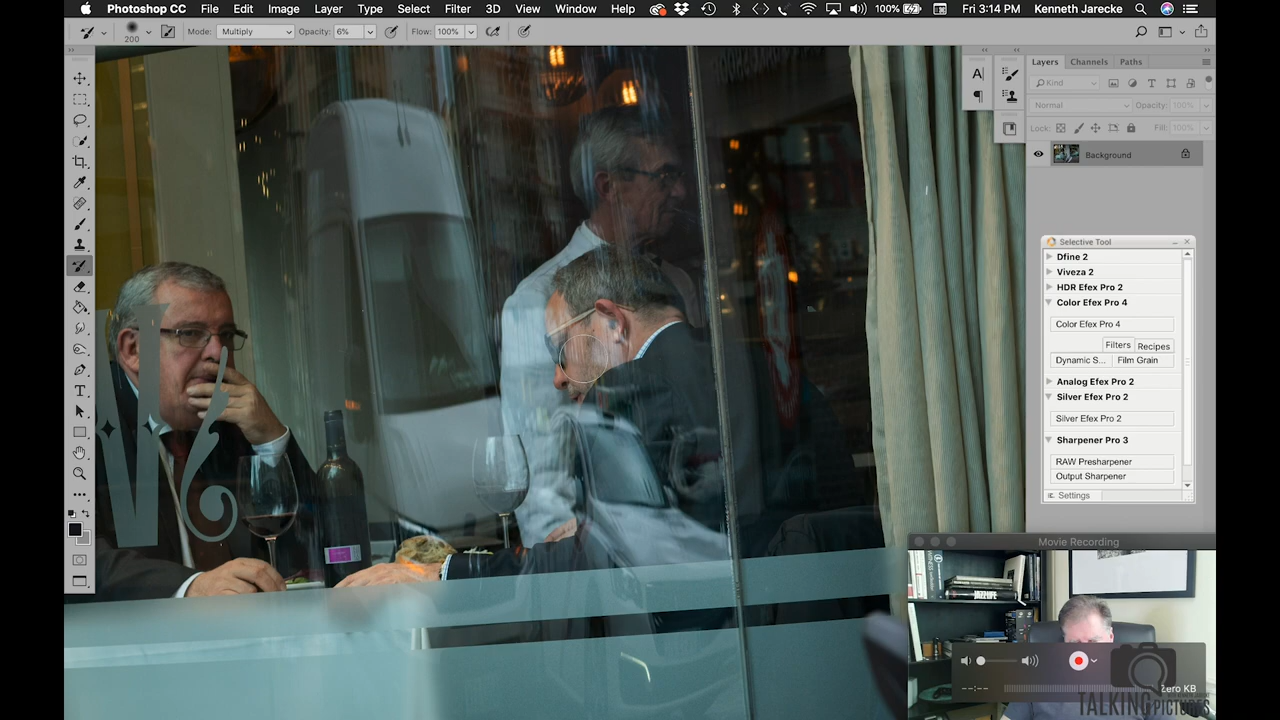 Photoshop CC File Edit Image Layer Type Select Filter 3D View Window Help 100% Fri 3:14 PM Kenneth Janecke
200 Mode: Multiply Opacity: 6% Flow: 100%
Layers Channels Paths
Kind
Normal Opacity: 100%
Lock: Fill: 100%
Background
Selective Tool
Dfine 2
Viveza 2
HDR Efex Pro 2
Color Efex Pro 4
Color Efex Pro 4
Filters Recipes
Dynamic S... Film Grain
Analog Efex Pro 2
Silver Efex Pro 2
Silver Efex Pro 2
Sharpener Pro 3
RAW Presharpener
Output Sharpener
Settings
Movie Recording
JAZZLIFE
--:-- Zero KB
TALKING PICTURES